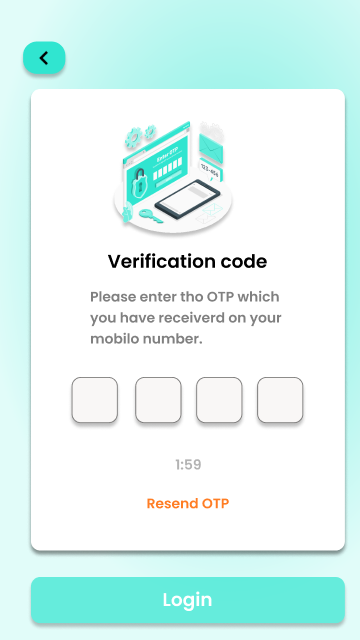 Enter OTP
123-456
Verification code
Please enter tho OTP which
you have receiverd on your
mobilo number.
1:59
Resend OTP
Login